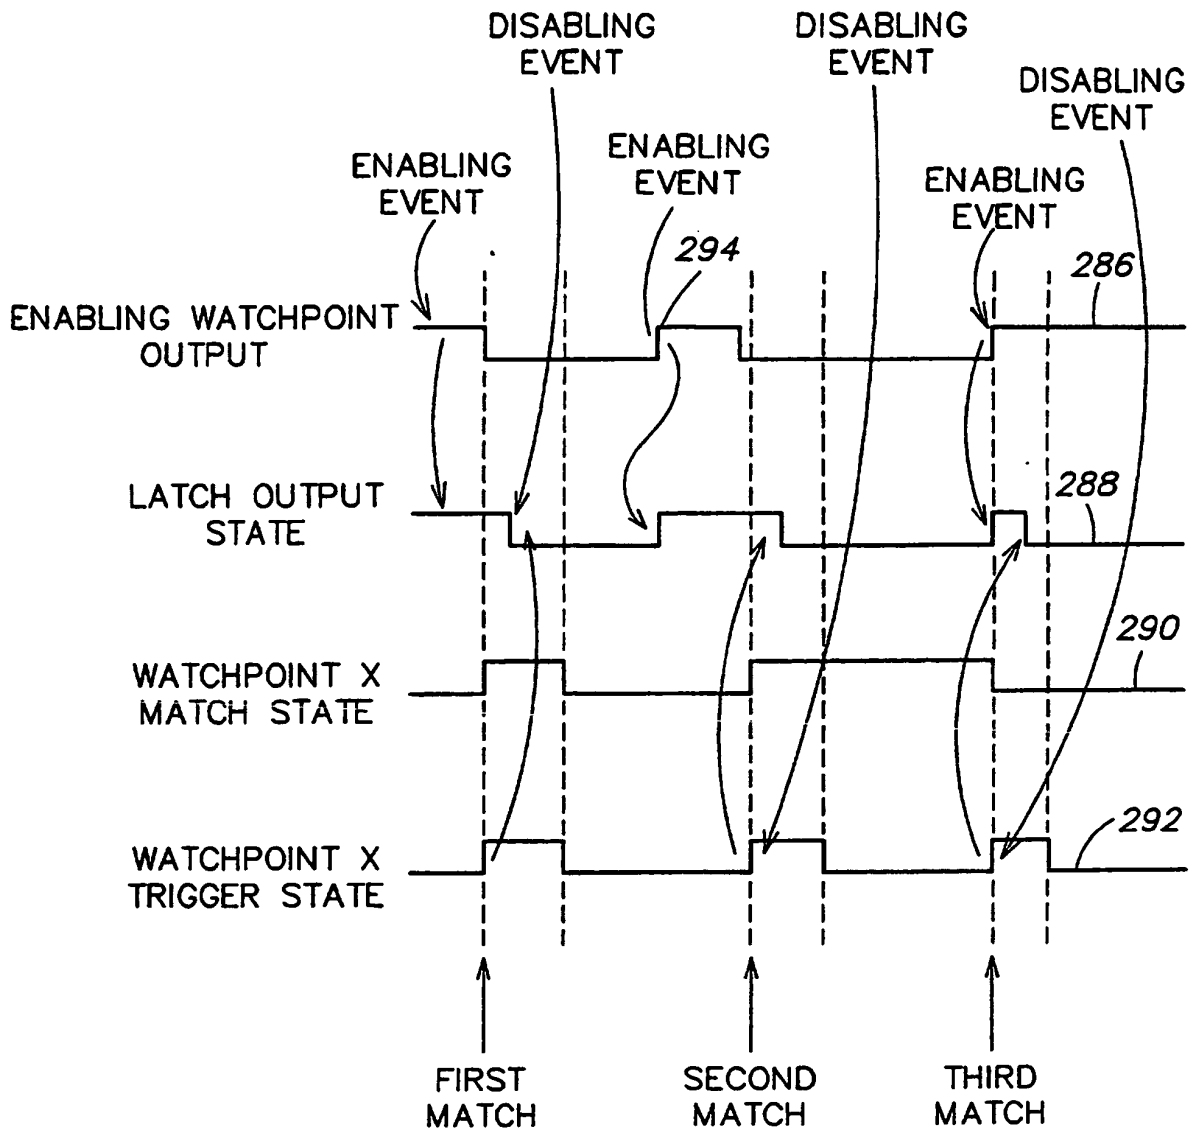 DISABLING
EVENT
DISABLING
EVENT
DISABLING
EVENT
ENABLING
EVENT
ENABLING
EVENT
ENABLING
EVENT
294
286
ENABLING WATCHPOINT
OUTPUT
LATCH OUTPUT
STATE
288
WATCHPOINT X
MATCH STATE
290
WATCHPOINT X
TRIGGER STATE
292
FIRST
MATCH
SECOND
MATCH
THIRD
MATCH